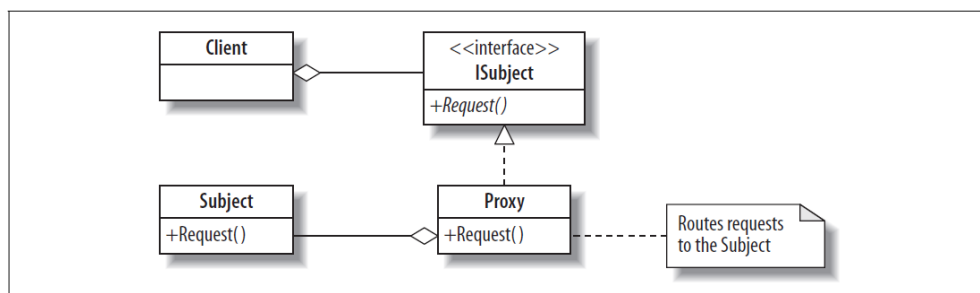 Client
<<interface>>
ISubject
+Request()
Subject
+Request()
Proxy
+Request()
Routes requests
to the Subject